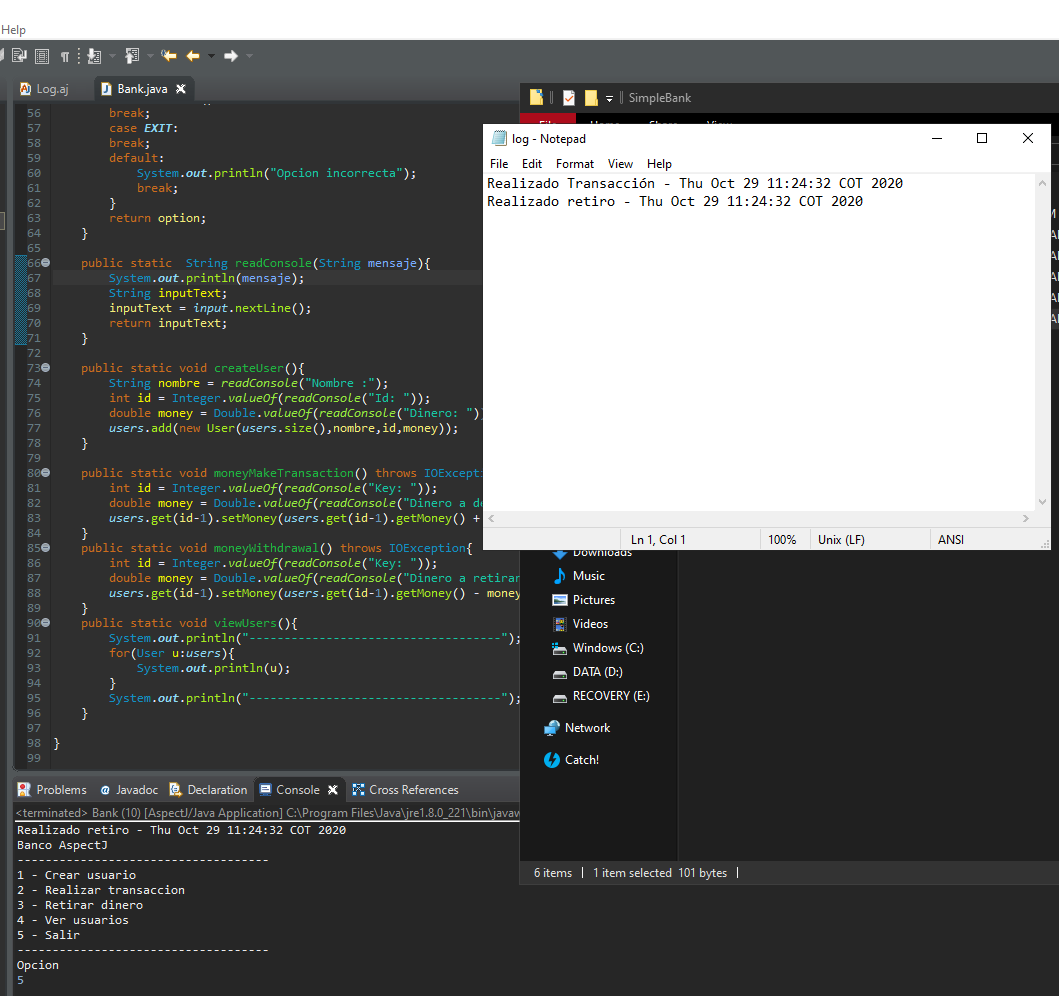 Help
Log.aj
Bank.java
56 break;
57 case EXIT:
58 break;
59 default:
60 System.out.println("Opcion incorrecta");
61 break;
62 }
63 return option;
64 }
65
66 public static  String readConsole(String mensaje){
67 System.out.println(mensaje);
68 String inputText;
69 inputText = input.nextLine();
70 return inputText;
71 }
72
73 public static void createUser(){
74 String nombre = readConsole("Nombre :");
75 int id = Integer.valueOf(readConsole("Id: "));
76 double money = Double.valueOf(readConsole("Dinero: ")
77 users.add(new User(users.size(),nombre,id,money));
78 }
79
80 public static void moneyMakeTransaction() throws IOExcepti
81 int id = Integer.valueOf(readConsole("Key: "));
82 double money = Double.valueOf(readConsole("Dinero a de
83 users.get(id-1).setMoney(users.get(id-1).getMoney() +
84 }
85 public static void moneyWithdrawal() throws IOException{
86 int id = Integer.valueOf(readConsole("Key: "));
87 double money = Double.valueOf(readConsole("Dinero a retirar
88 users.get(id-1).setMoney(users.get(id-1).getMoney() - money
89 }
90 public static void viewUsers(){
91 System.out.println("------------------------------------");
92 for(User u:users){
93 System.out.println(u);
94 }
95 System.out.println("------------------------------------");
96 }
97
98 }
99
SimpleBank
log - Notepad
File Edit Format View Help
Realizado Transacción - Thu Oct 29 11:24:32 COT 2020
Realizado retiro - Thu Oct 29 11:24:32 COT 2020
Ln 1, Col 1 100% Unix (LF) ANSI
Downloads
Music
Pictures
Videos
Windows (C:)
DATA (D:)
RECOVERY (E:)
Network
Catch!
6 items 1 item selected 101 bytes
Problems Javadoc Declaration Console Cross References
<terminated> Bank (10) [AspectJ/Java Application] C:\Program Files\Java\jre1.8.0_221\bin\javaw
Realizado retiro - Thu Oct 29 11:24:32 COT 2020
Banco AspectJ
------------------------------------
1 - Crear usuario
2 - Realizar transaccion
3 - Retirar dinero
4 - Ver usuarios
5 - Salir
------------------------------------
Opcion
5